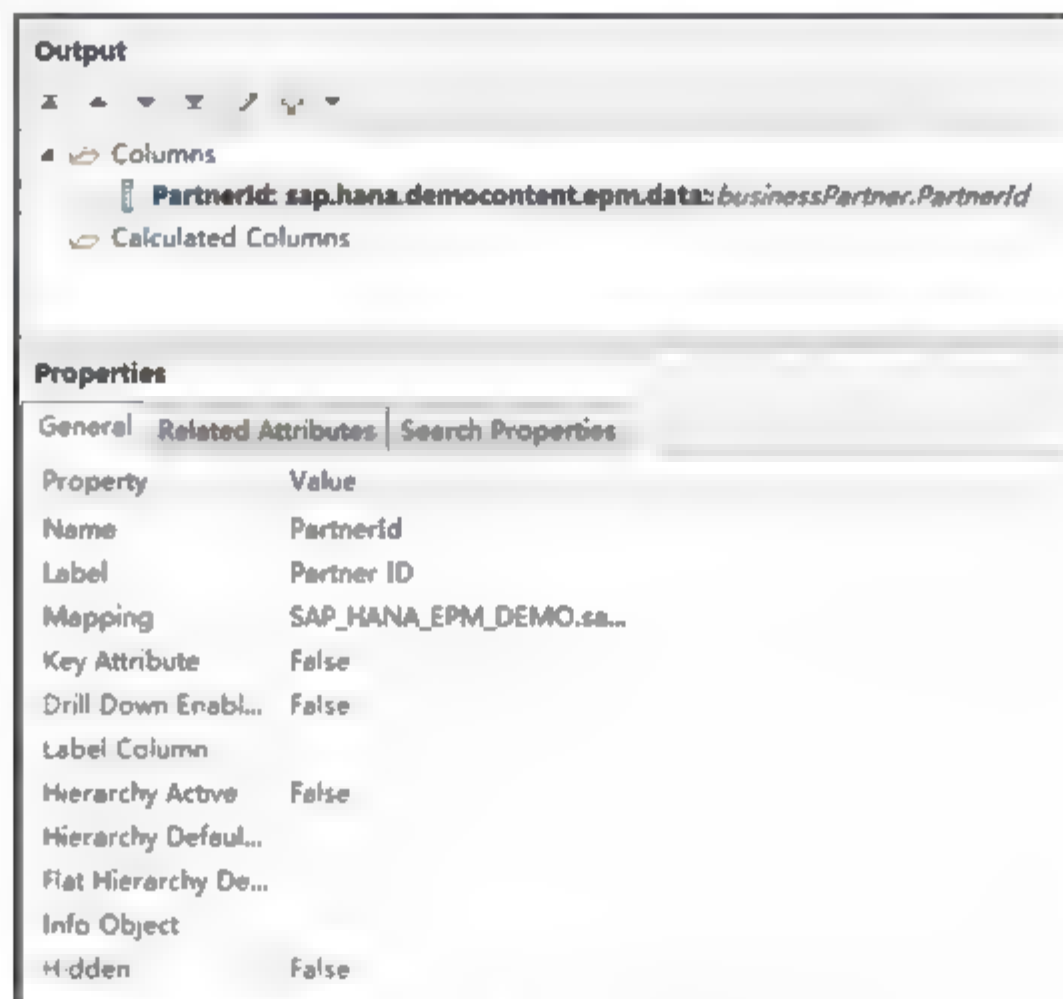 Output
Columns
PartnerId: sap.hana.democontent.epm.data::businessPartner.PartnerId
Calculated Columns
Properties
General Related Attributes Search Properties
Property Value
Name PartnerId
Label Partner ID
Mapping SAP_HANA_EPM_DEMO.sa...
Key Attribute False
Drill Down Enabl... False
Label Column
Hierarchy Active False
Hierarchy Defaul...
Flat Hierarchy De...
Info Object
Hidden False